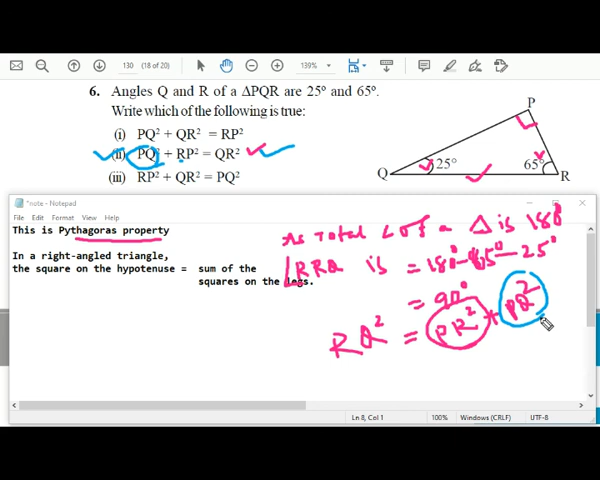 130 (18 of 20) 139%
6. Angles Q and R of a ΔPQR are 25º and 65º.
Write which of the following is true:
(i) PQ² + QR² = RP²
(ii) PQ² + RP² = QR²
(iii) RP² + QR² = PQ²
P
Q 25° 65° R
*note - Notepad
File Edit Format View Help
This is Pythagoras property
In a right-angled triangle,
the square on the hypotenuse = sum of the
squares on the legs.
As Total ∠ of a Δ is 180
is = 180° - 65° - 25°
= 90°
RQ² = PR² + PQ²
Ln 8, Col 1 100% Windows (CRLF) UTF-8